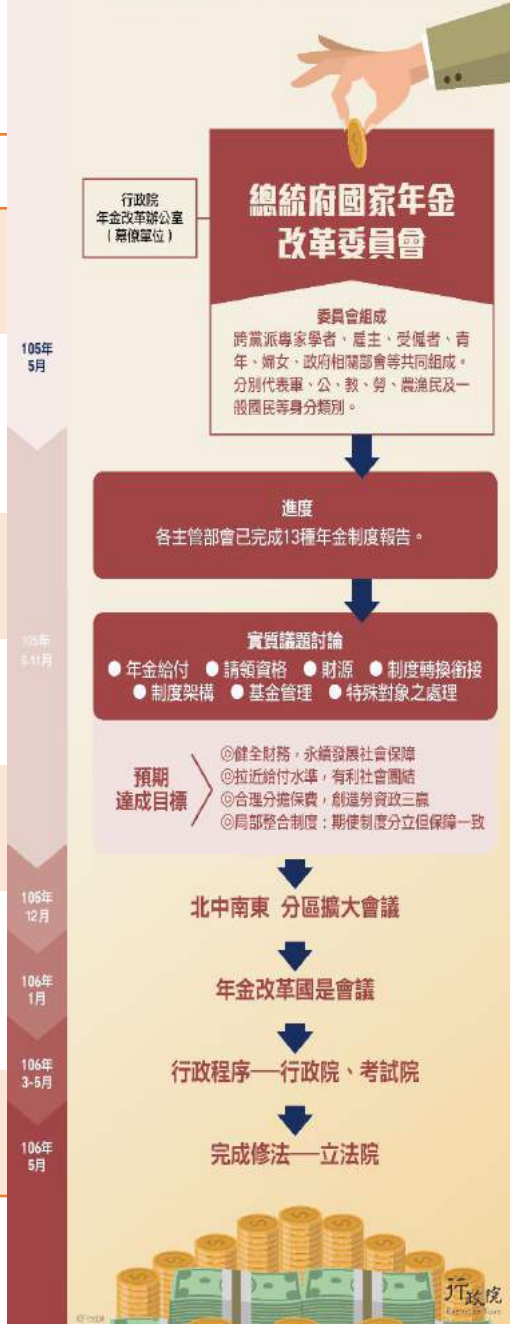 行政院
年金改革辦公室
(幕僚單位)
總統府國家年金
改革委員會
委員會組成
跨黨派專家學者、雇主、受僱者、青
年、婦女、政府相關部會等共同組成。
分別代表軍、公、教、勞、農漁民及一
般國民等身分類別。
105年
5月
進度
各主管部會已完成13種年金制度報告。
105年
6-11月
實質議題討論
● 年金給付 ● 請領資格 ● 財源 ● 制度轉換銜接
● 制度架構 ● 基金管理 ● 特殊對象之處理
預期
達成目標
◎健全財務,永續發展社會保障
◎拉近給付水準,有利社會團結
◎合理分擔保費,創造勞資政三贏
◎局部整合制度:期使制度分立但保障一致
105年
12月
北中南東 分區擴大會議
106年
1月
年金改革國是會議
106年
3-5月
行政程序──行政院、考試院
106年
5月
完成修法──立法院
行政院